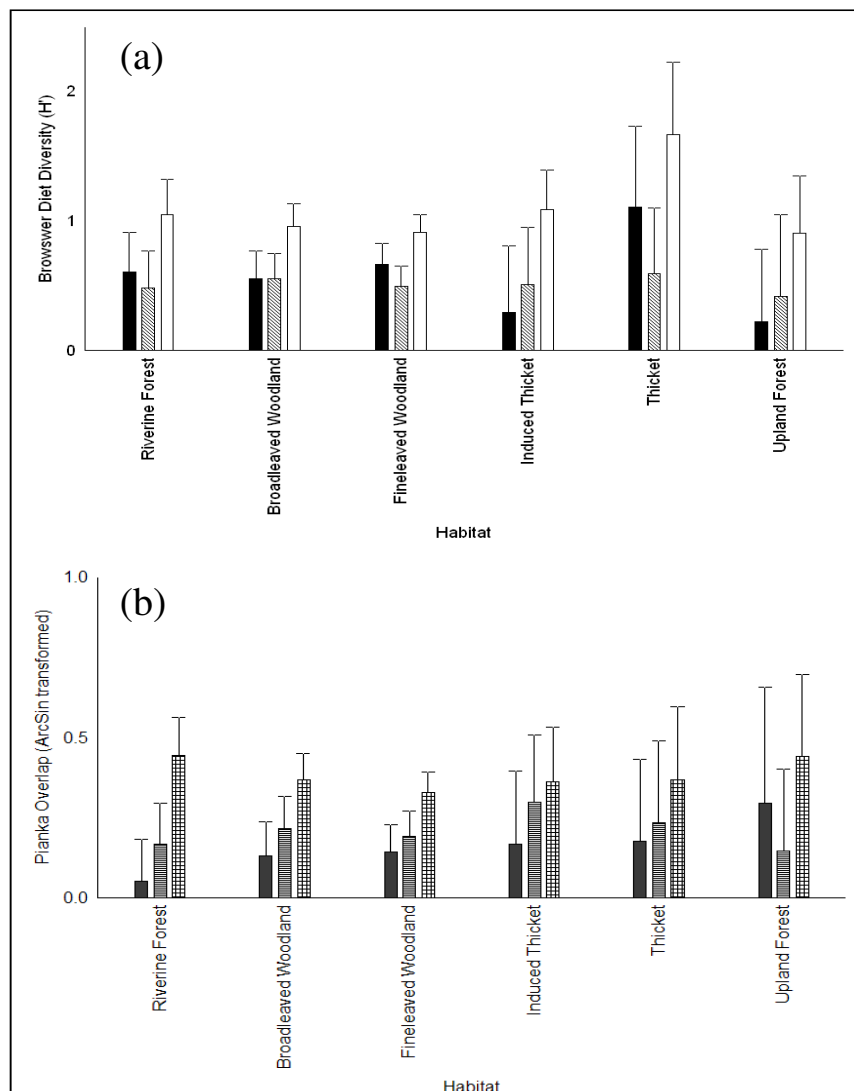 (a)
Browswer Diet Diversity (H')
2
1
0
Riverine Forest
Broadleaved Woodland
Fineleaved Woodland
Induced Thicket
Thicket
Upland Forest
Habitat
(b)
Pianka Overlap (ArcSin transformed)
1.0
0.5
0.0
Riverine Forest
Broadleaved Woodland
Fineleaved Woodland
Induced Thicket
Thicket
Upland Forest
Habitat